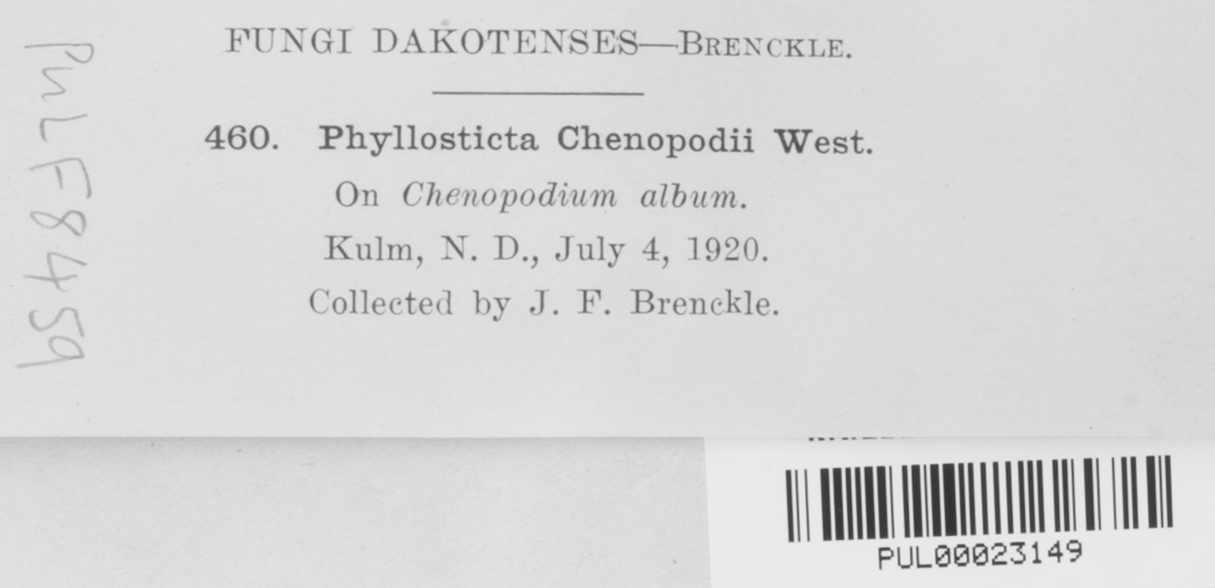 FUNGI DAKOTENSES—BRENCKLE.
460. Phyllosticta Chenopodii West.
On Chenopodium album.
Kulm, N. D., July 4, 1920.
Collected by J. F. Brenckle.
PUL F8459
PUL00023149